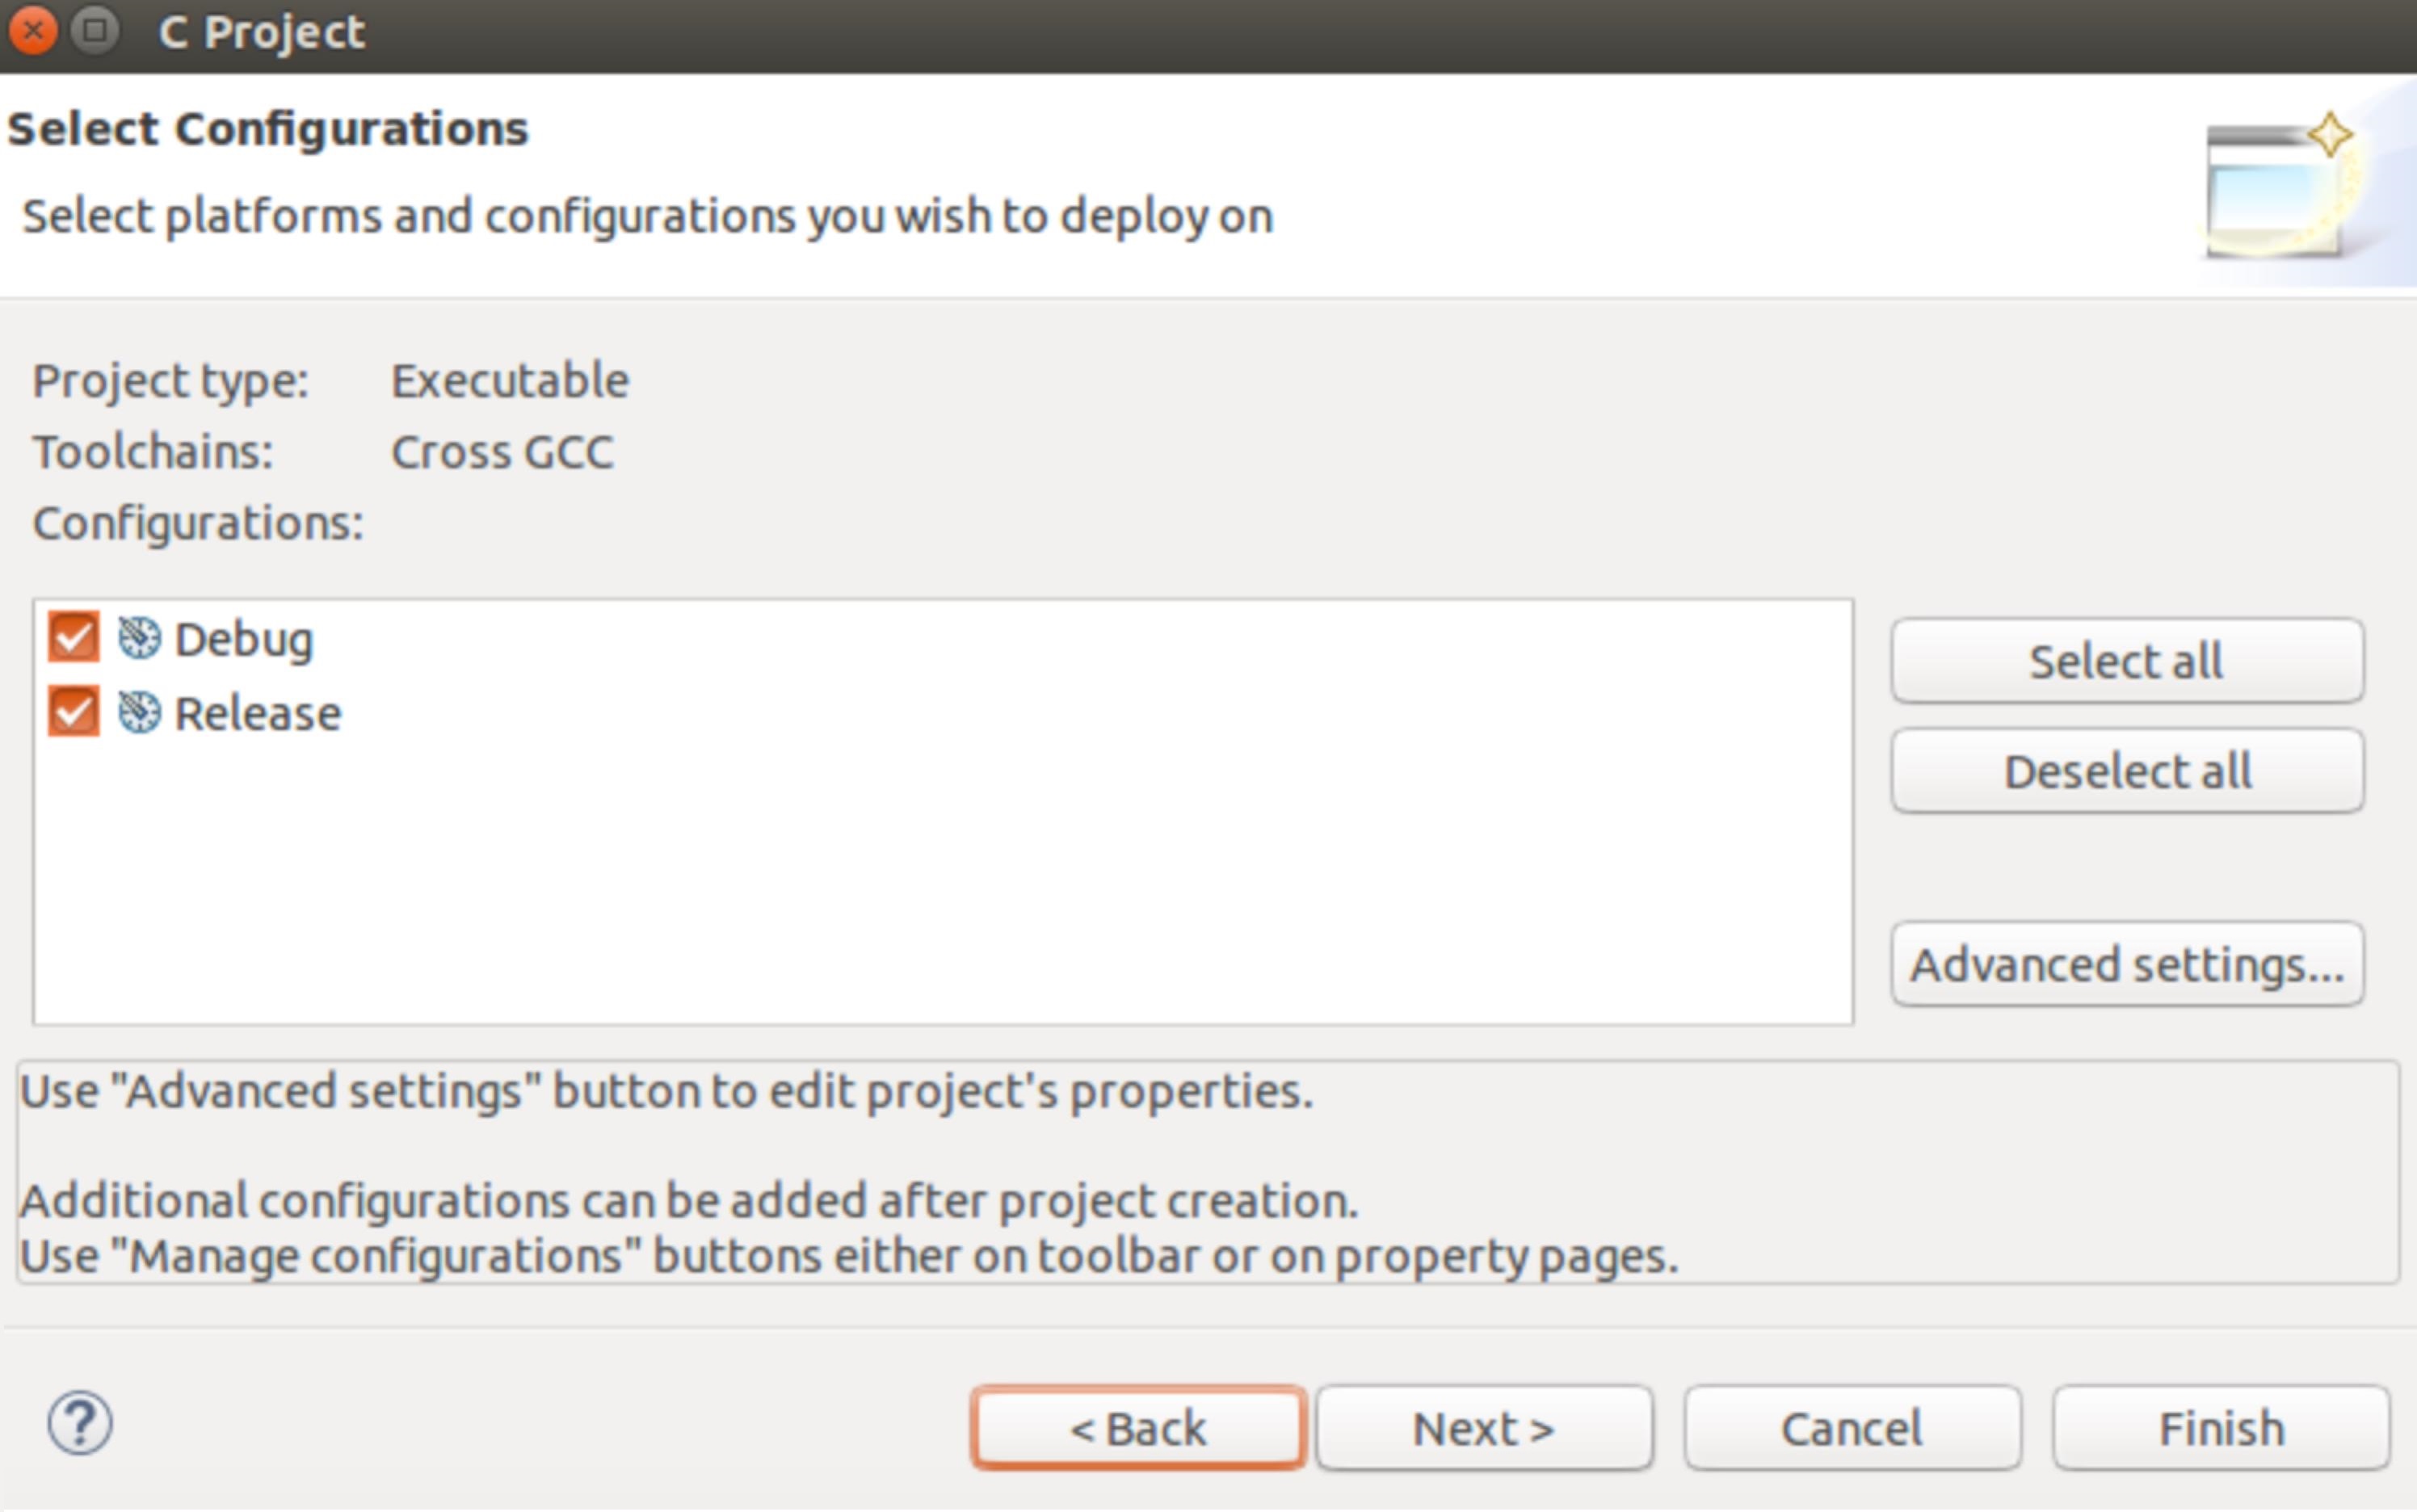 C Project
Select Configurations
Select platforms and configurations you wish to deploy on
Project type: Executable
Toolchains: Cross GCC
Configurations:
Debug
Release
Select all
Deselect all
Advanced settings...
Use "Advanced settings" button to edit project's properties.
Additional configurations can be added after project creation.
Use "Manage configurations" buttons either on toolbar or on property pages.
?
< Back
Next >
Cancel
Finish